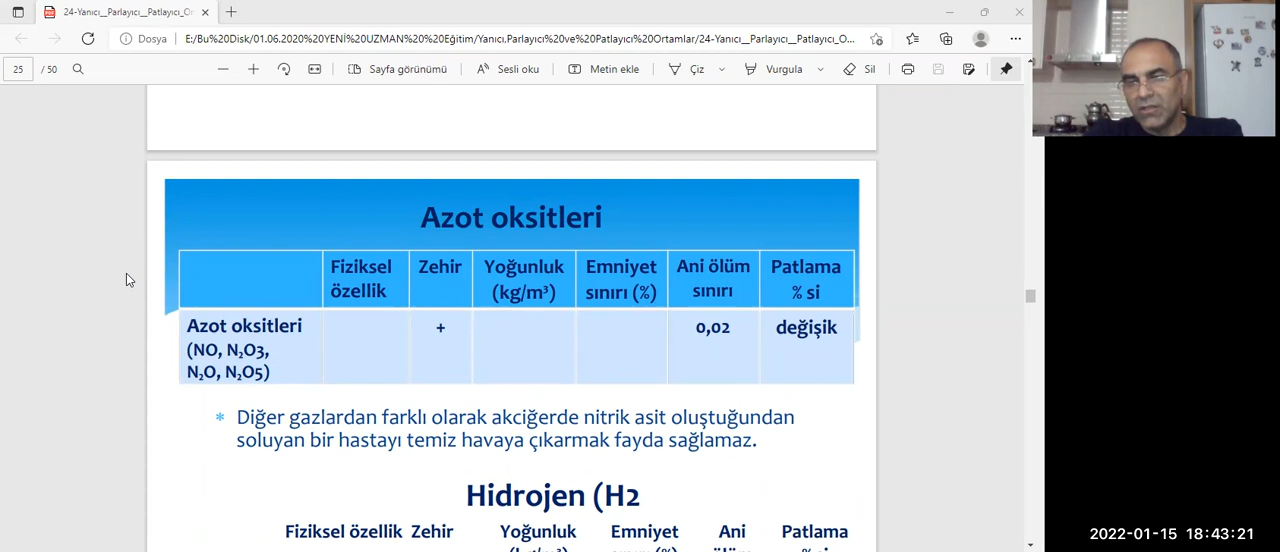 24-Yanıcı__Parlayıcı__Patlayıcı_Or
Dosya E:/Bu%20Disk/01.06.2020%20YENİ%20UZMAN%20%20Eğitim/Yanıcı.Parlayıcı%20ve%20Patlayıcı%20Ortamlar/24-Yanıcı__Parlayıcı__Patlayıcı_O...
25 / 50 Sayfa görünümü Sesli oku Metin ekle Çiz Vurgula Sil
Azot oksitleri
Fiziksel özellik Zehir Yoğunluk (kg/m³) Emniyet sınırı (%) Ani ölüm sınırı Patlama % si
Azot oksitleri + 0,02 değişik
(NO, N₂O3,
N₂O, N₂O5)
* Diğer gazlardan farklı olarak akciğerde nitrik asit oluştuğundan
soluyan bir hastayı temiz havaya çıkarmak fayda sağlamaz.
Hidrojen (H2
Fiziksel özellik Zehir Yoğunluk Emniyet Ani Patlama
2022-01-15 18:43:21